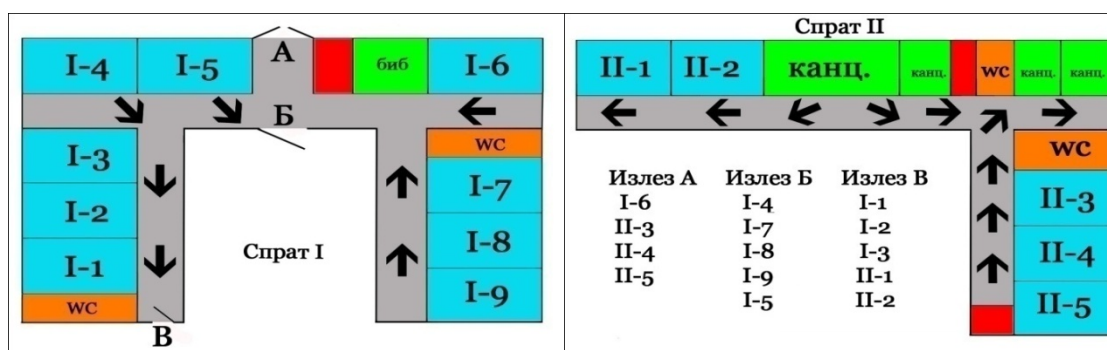 А
I-4
I-5
биб
I-6
Б
I-3
I-2
I-1
wc
В
Спрат I
wc
I-7
I-8
I-9
Спрат II
II-1
II-2
канц.
канц.
wc
канц.
канц.
wc
II-3
II-4
II-5
Излез А
I-6
II-3
II-4
II-5
Излез Б
I-4
I-7
I-8
I-9
I-5
Излез В
I-1
I-2
I-3
II-1
II-2